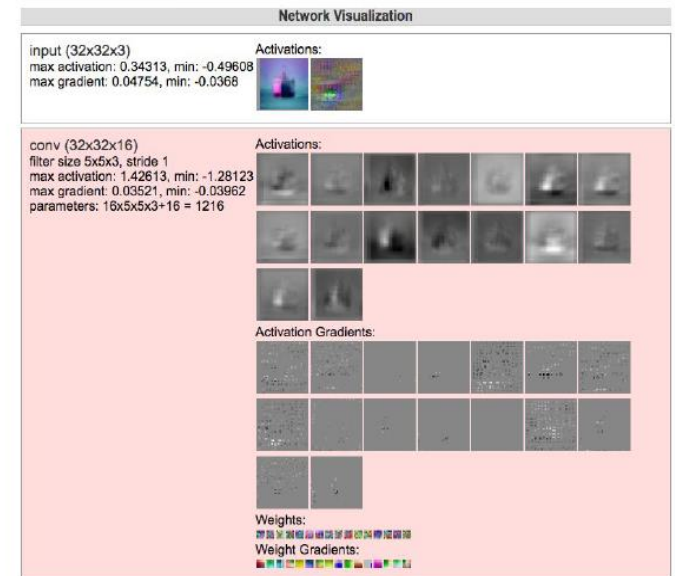 Network Visualization
input (32x32x3)
max activation: 0.34313, min: -0.49608
max gradient: 0.04754, min: -0.0368
Activations:
conv (32x32x16)
filter size 5x5x3, stride 1
max activation: 1.42613, min: -1.28123
max gradient: 0.03521, min: -0.03962
parameters: 16x5x5x3+16 = 1216
Activations:
Activation Gradients:
Weights:
Weight Gradients: